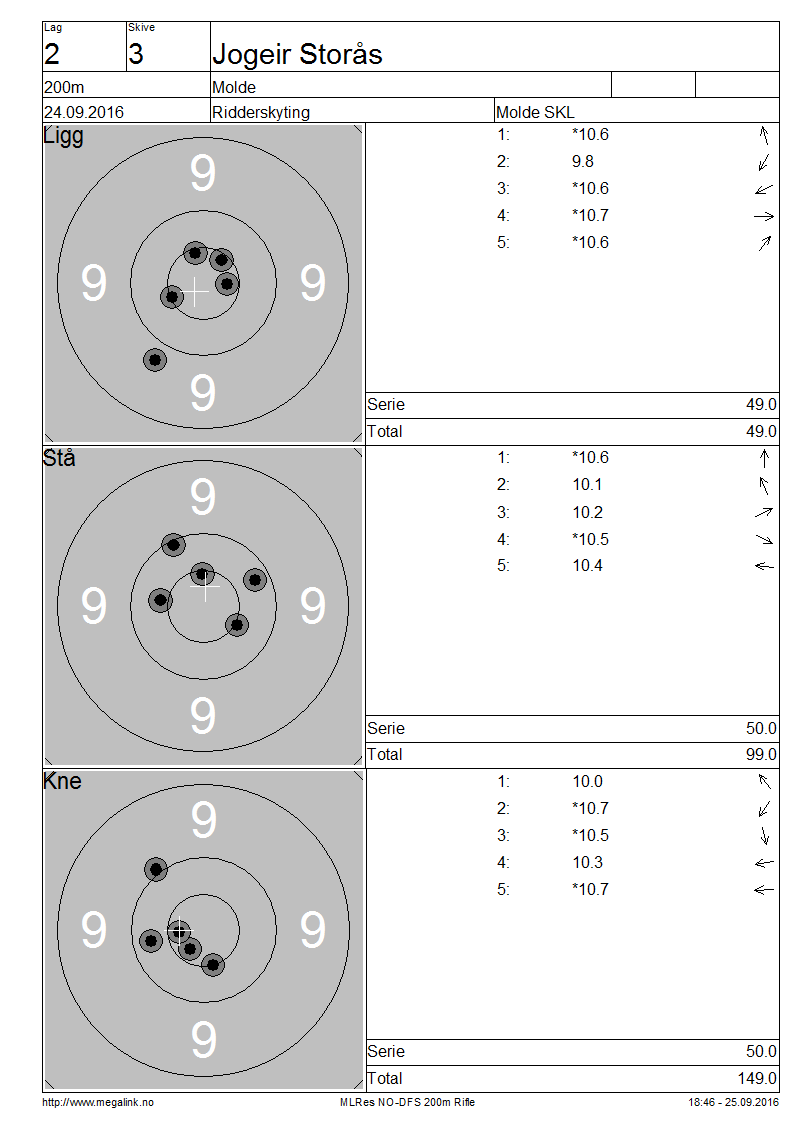 Lag Skive
2 3 Jogeir Storås
200m Molde
24.09.2016 Ridderskyting Molde SKL
Ligg
9
9 9
9
1: *10.6
2: 9.8
3: *10.6
4: *10.7
5: *10.6
Serie 49.0
Total 49.0
Stå
9
9 9
9
1: *10.6
2: 10.1
3: 10.2
4: *10.5
5: 10.4
Serie 50.0
Total 99.0
Kne
9
9 9
9
1: 10.0
2: *10.7
3: *10.5
4: 10.3
5: *10.7
Serie 50.0
Total 149.0
http://www.megalink.no MLRes NO-DFS 200m Rifle 18:46 - 25.09.2016